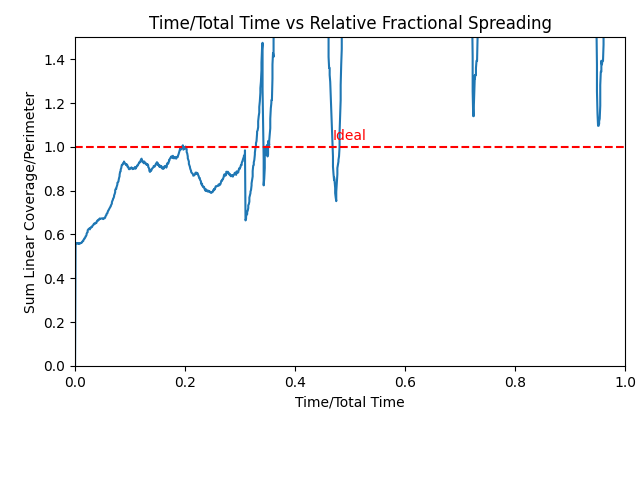 Time/Total Time vs Relative Fractional Spreading
Sum Linear Coverage/Perimeter
1.4
1.2
1.0
0.8
0.6
0.4
0.2
0.0
Ideal
0.0 0.2 0.4 0.6 0.8 1.0
Time/Total Time